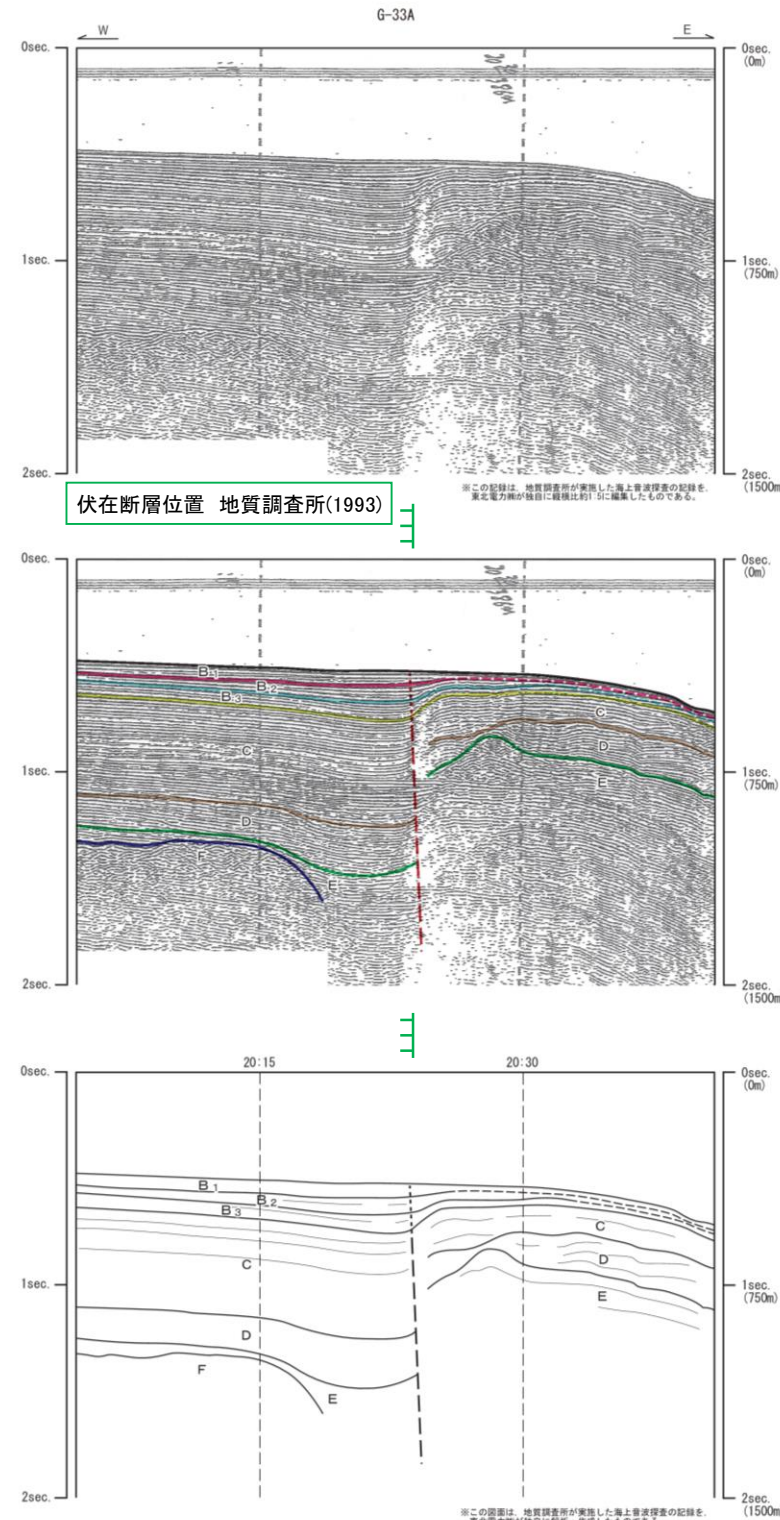 G-33A
W
E
0sec.
0sec.
(0m)
1sec.
1sec.
(750m)
2sec.
2sec.
(1500m
※この記録は、地質調査所が実施した海上音波探査の記録を、
東北電力㈱が独自に縦横比約1:5に編集したものである。
伏在断層位置 地質調査所(1993)
0sec.
0sec.
(0m)
B1
B2
B3
C
C
D
D
E
E
F
1sec.
1sec.
(750m)
2sec.
2sec.
(1500m
20:15
20:30
0sec.
0sec.
(0m)
B1
B2
B3
C
C
D
D
E
E
F
1sec.
1sec.
(750m)
2sec.
2sec.
(1500m
※この図面は、地質調査所が実施した海上音波探査の記録を、